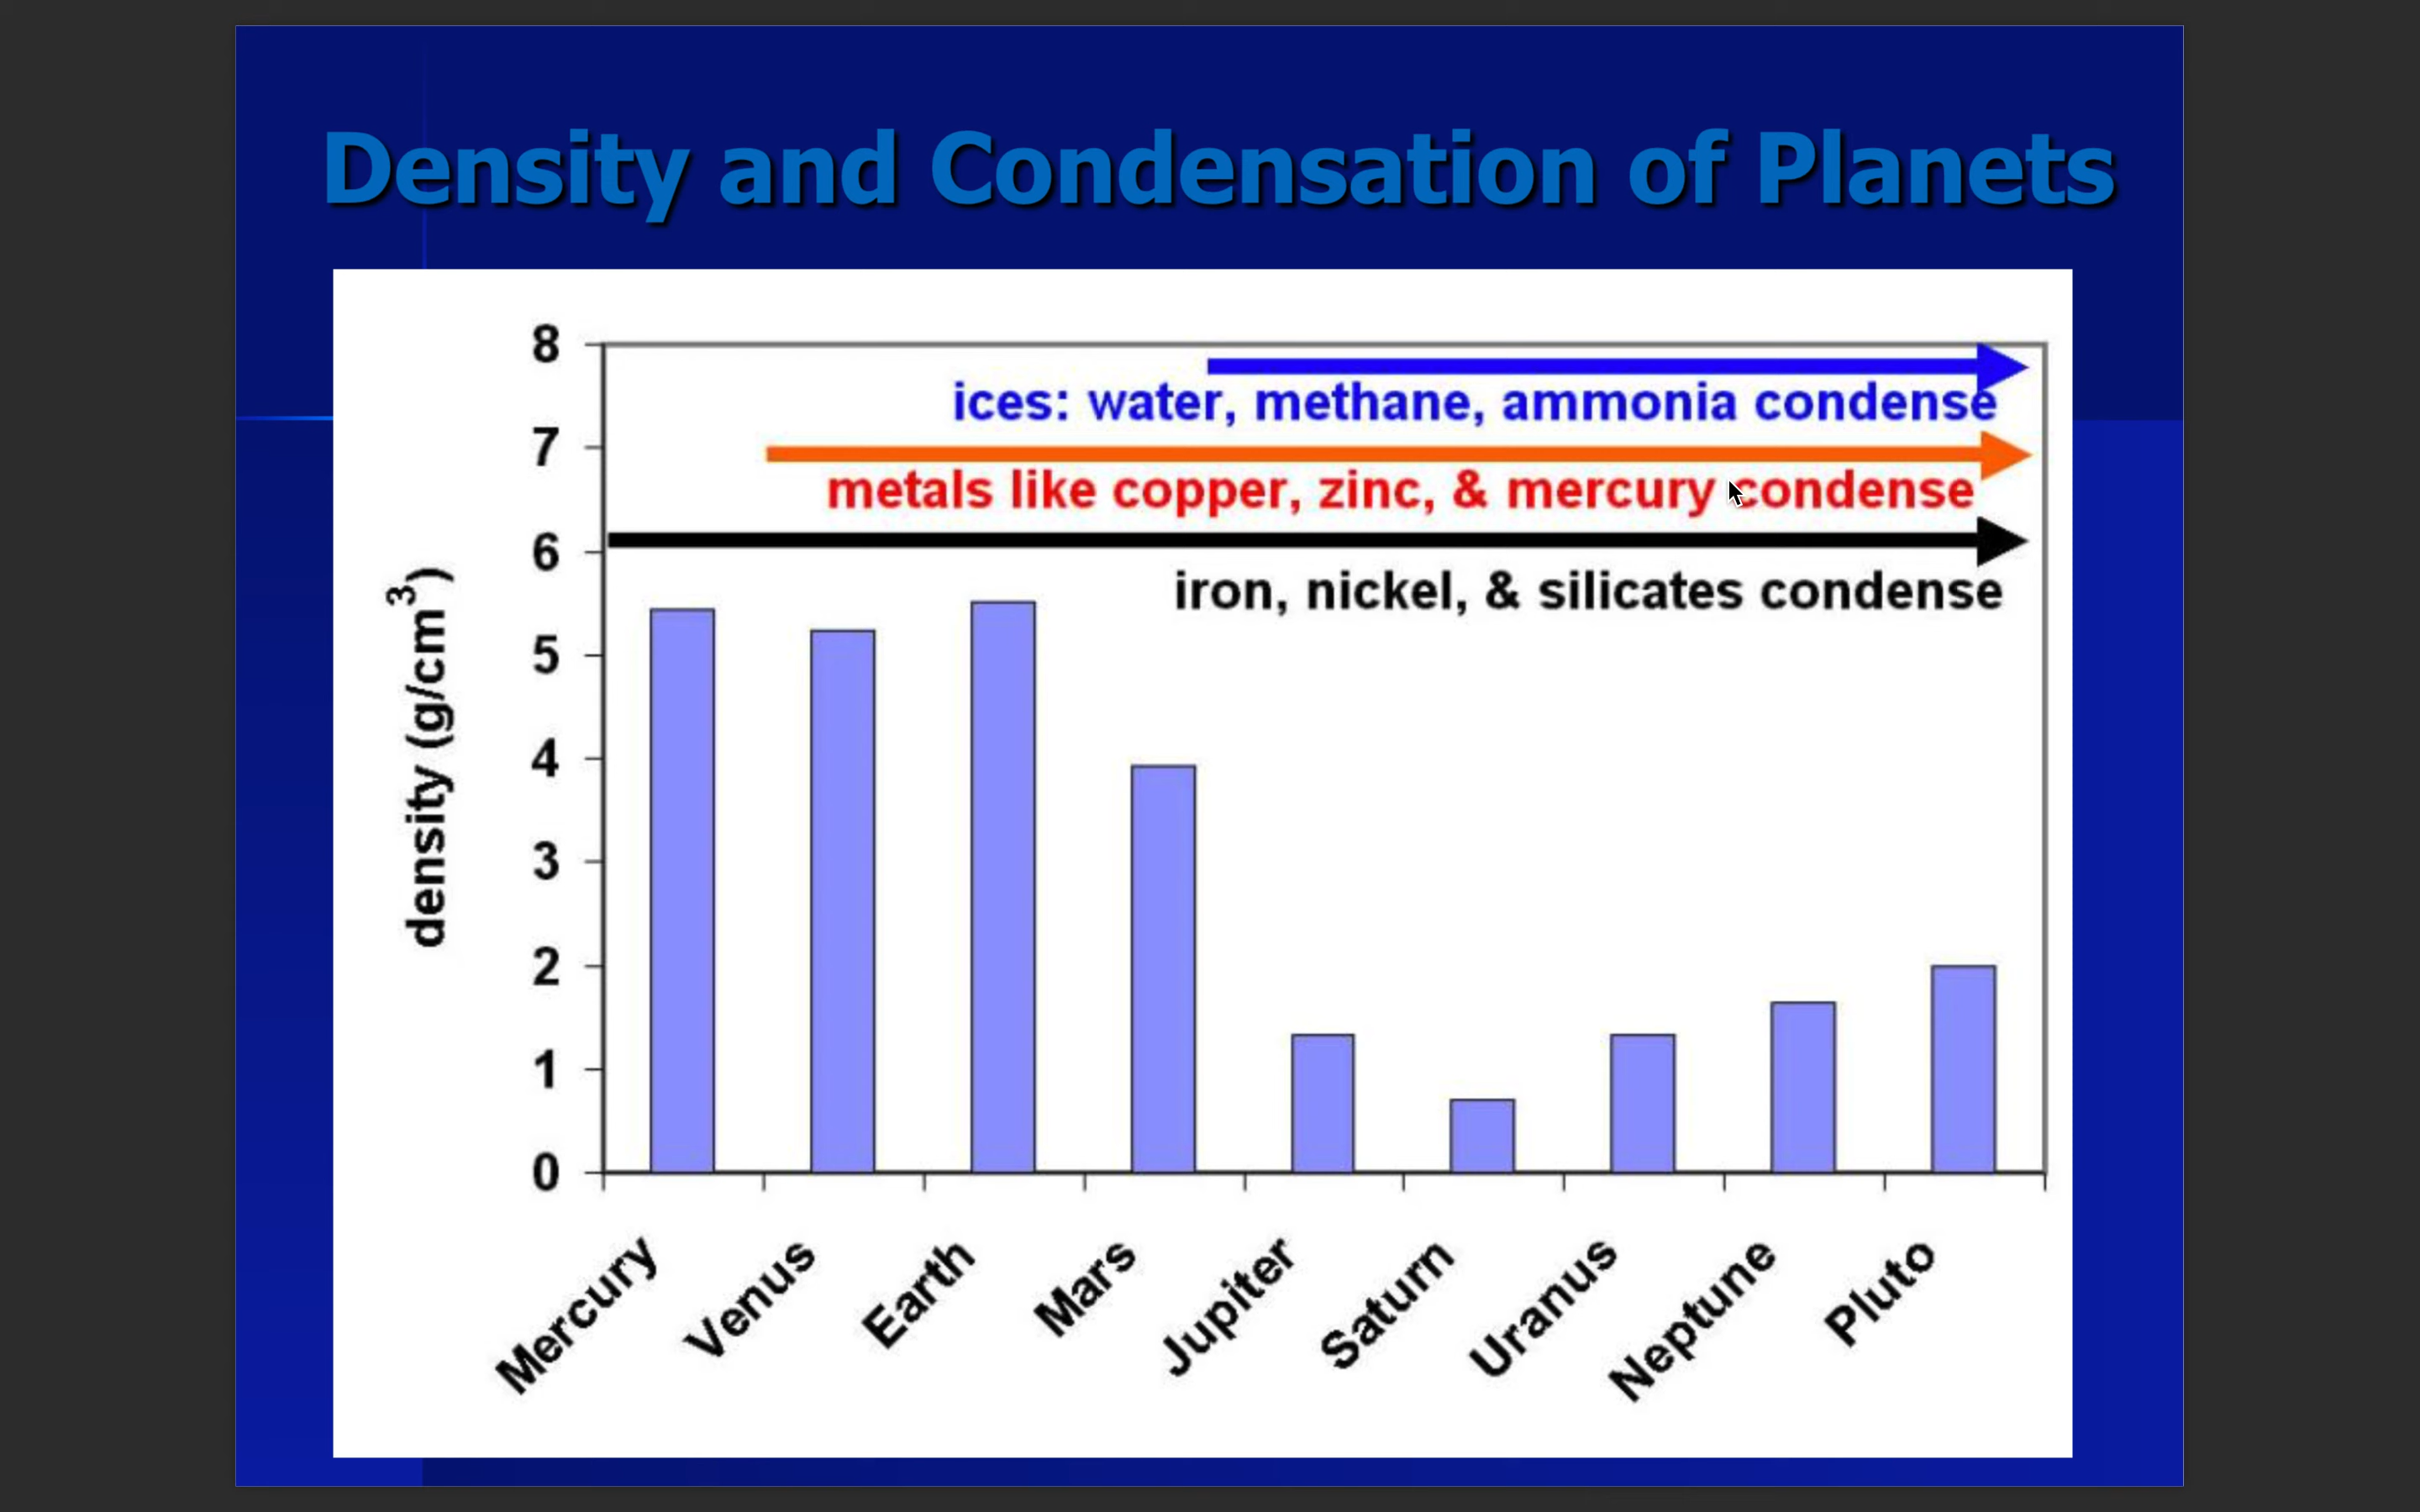 Density and Condensation of Planets
8
ices: water, methane, ammonia condense
7
metals like copper, zinc, & mercury condense
6
iron, nickel, & silicates condense
5
4
3
2
1
0
density (g/cm³)
Mercury
Venus
Earth
Mars
Jupiter
Saturn
Uranus
Neptune
Pluto